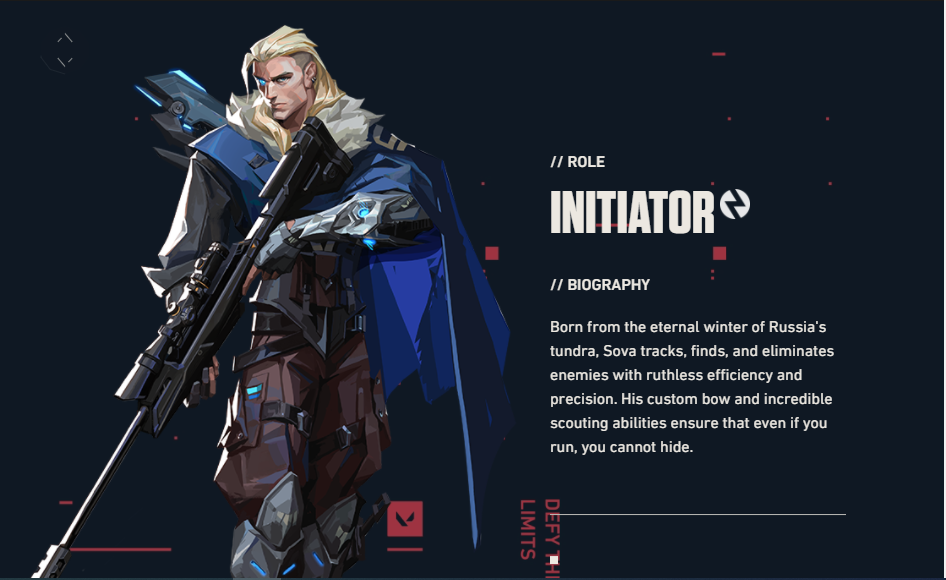 // ROLE
INITIATOR
// BIOGRAPHY
Born from the eternal winter of Russia's
tundra, Sova tracks, finds, and eliminates
enemies with ruthless efficiency and
precision. His custom bow and incredible
scouting abilities ensure that even if you
run, you cannot hide.
DEFY
LIMITS